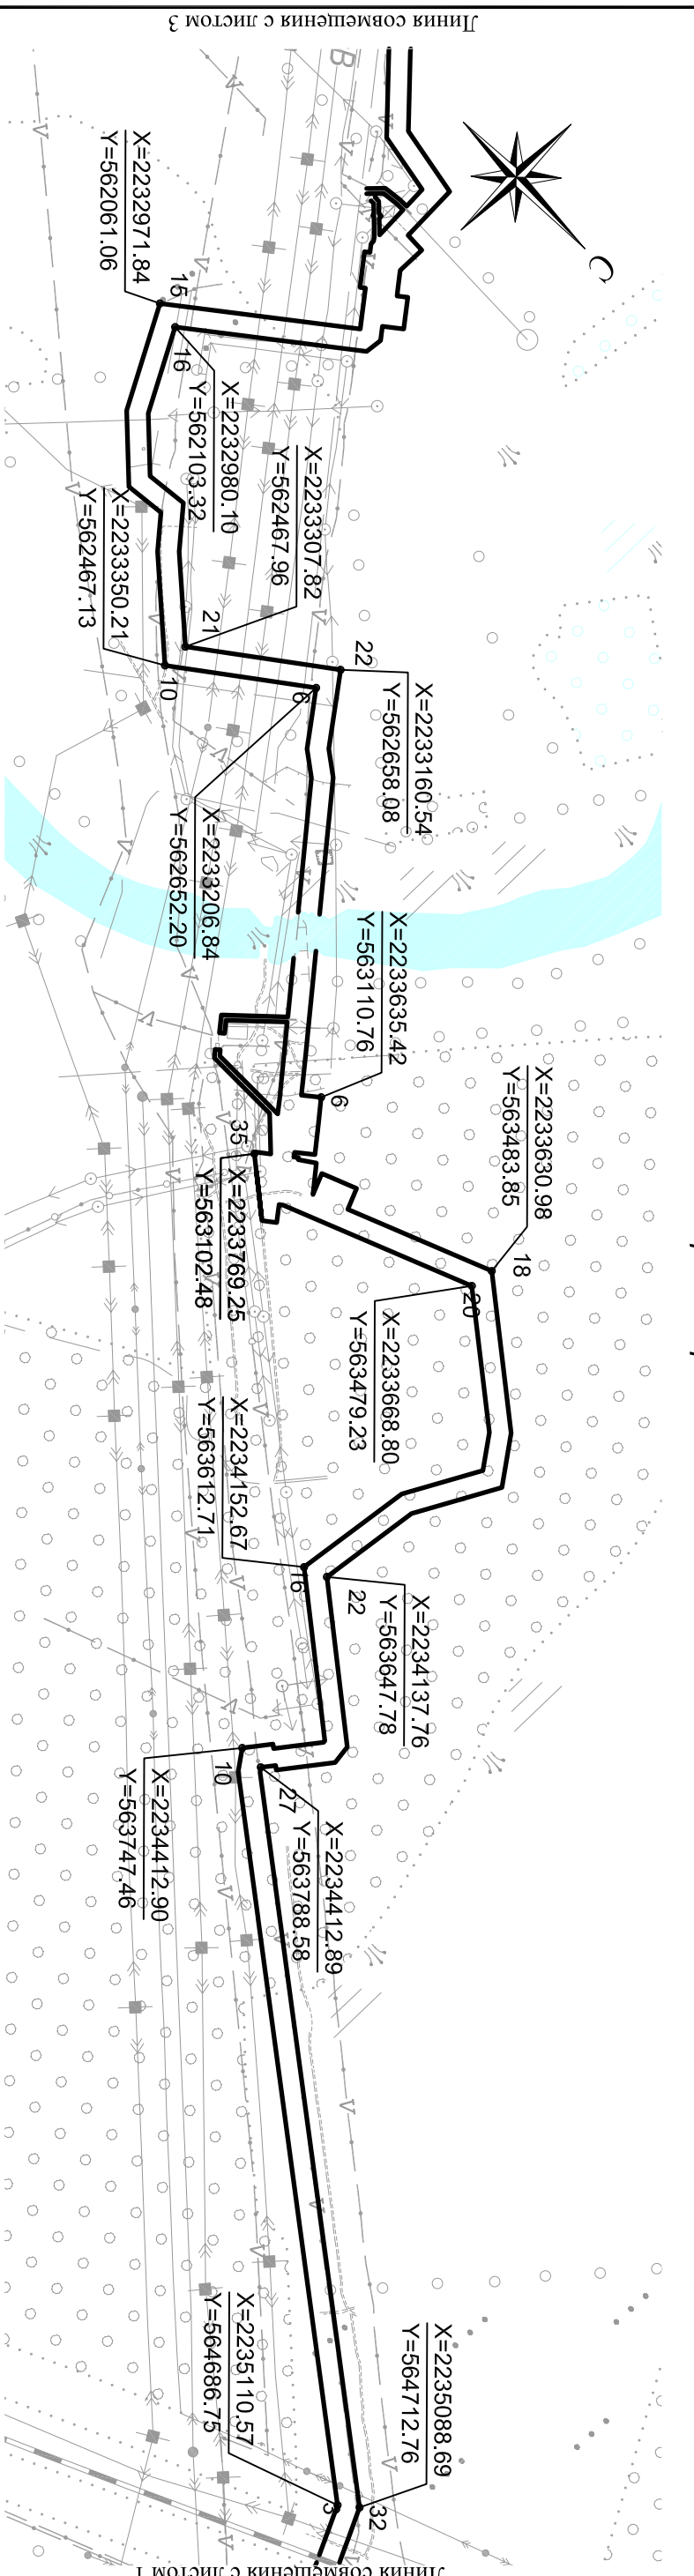 Линия совмещения с листом 3
В
С
X=2232971.84
Y=562061.06
15
16
X=2232980.10
Y=562103.32
X=2233307.82
Y=562467.96
X=2233350.21
Y=562467.13
21
10
22
X=2233160.54
Y=562658.08
6
X=2233206.84
Y=562652.20
X=2233635.42
Y=563110.76
6
35
X=2233769.25
Y=563102.48
X=2233630.98
Y=563483.85
18
20
X=2233668.80
Y=563479.23
X=2234152.67
Y=563612.71
16
22
X=2234137.76
Y=563647.78
10
X=2234412.90
Y=563747.46
27
X=2234412.89
Y=563788.58
X=2235110.57
Y=564686.75
3
X=2235088.69
Y=564712.76
32
Линия совмещения с листом 1